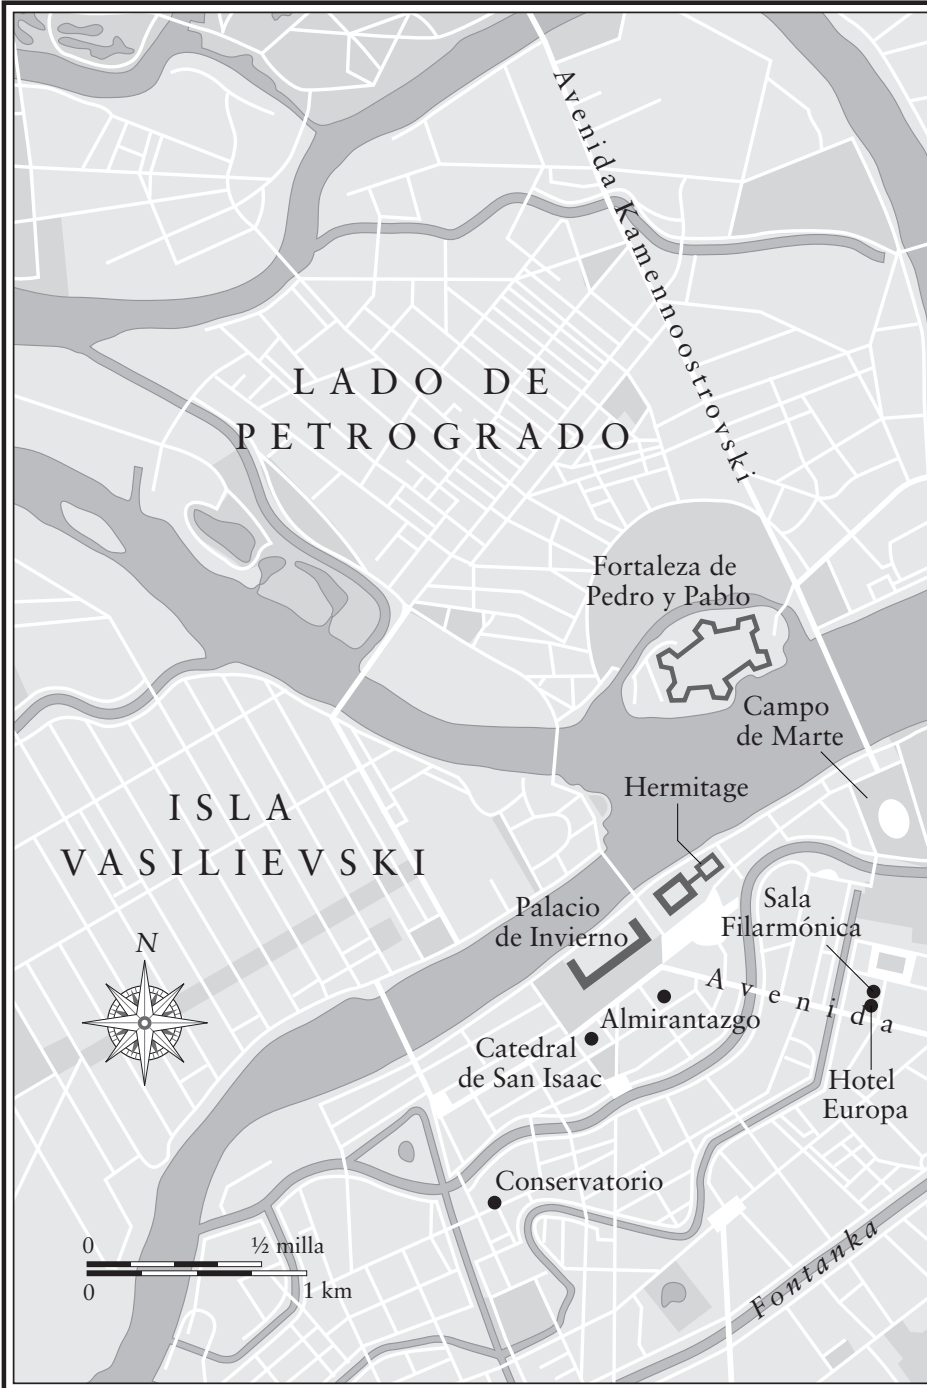 Avenida Kamennoostrovski
LADO DE
PETROGRADO
Fortaleza de
Pedro y Pablo
Campo
de Marte
Hermitage
ISLA
VASILIEVSKI
Sala
Filarmónica
Palacio
de Invierno
N
Avenida
Almirantazgo
Catedral
de San Isaac
Hotel
Europa
Conservatorio
Fontanka
0 ½ milla
0 1 km